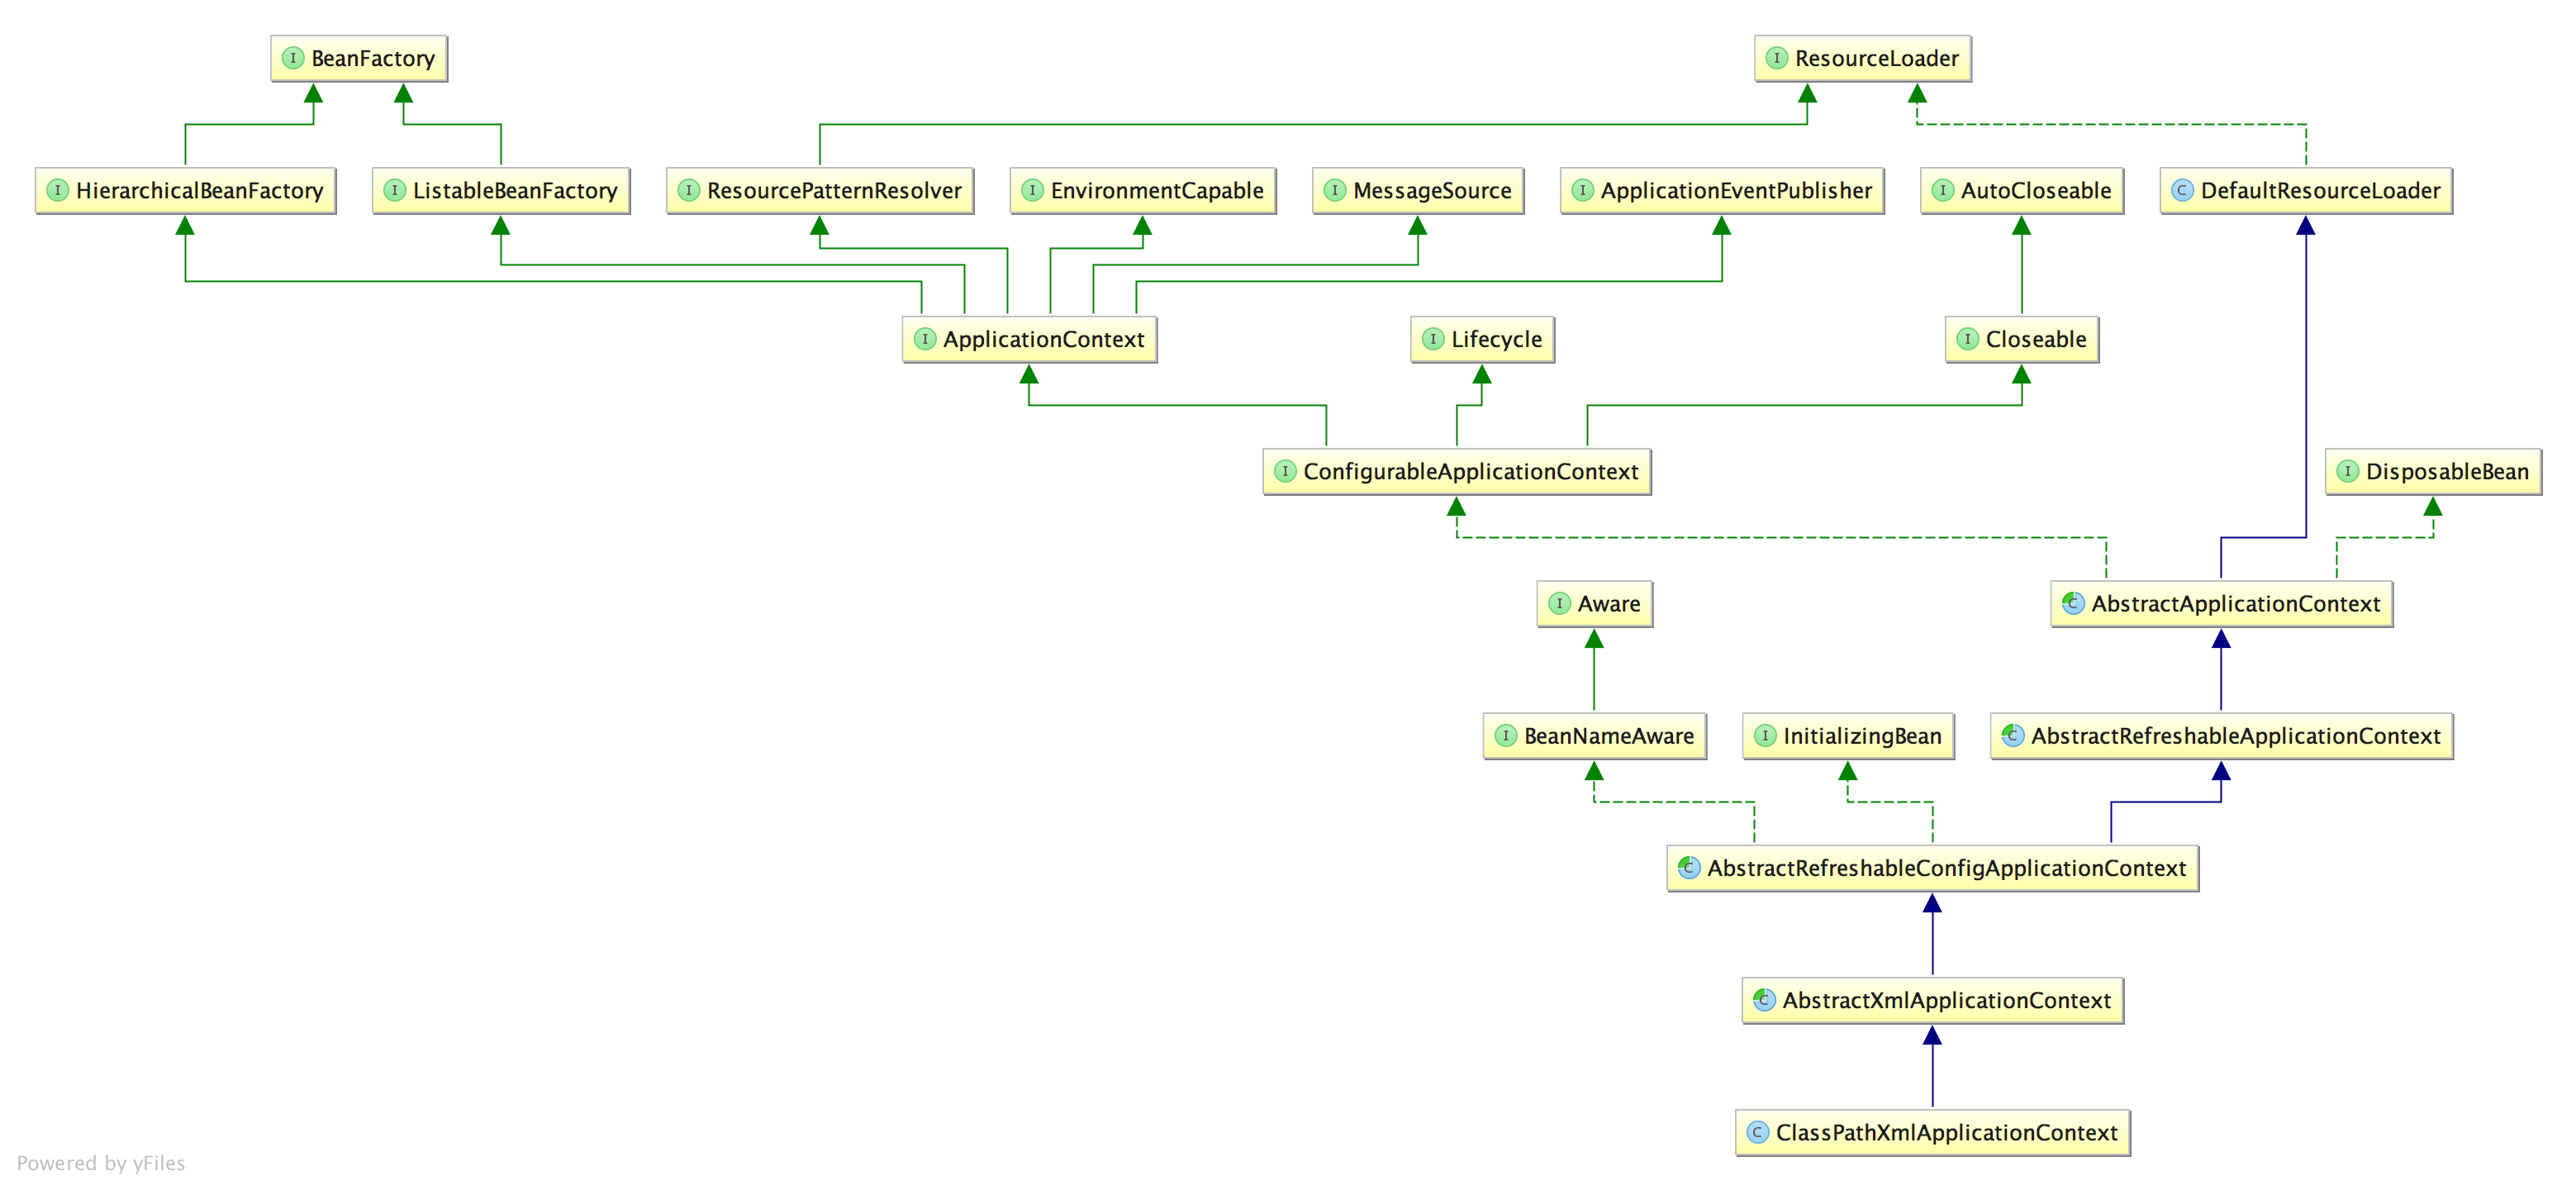 BeanFactory
ResourceLoader
HierarchicalBeanFactory
ListableBeanFactory
ResourcePatternResolver
EnvironmentCapable
MessageSource
ApplicationEventPublisher
AutoCloseable
DefaultResourceLoader
ApplicationContext
Lifecycle
Closeable
ConfigurableApplicationContext
DisposableBean
Aware
AbstractApplicationContext
BeanNameAware
InitializingBean
AbstractRefreshableApplicationContext
AbstractRefreshableConfigApplicationContext
AbstractXmlApplicationContext
ClassPathXmlApplicationContext
Powered by yFiles